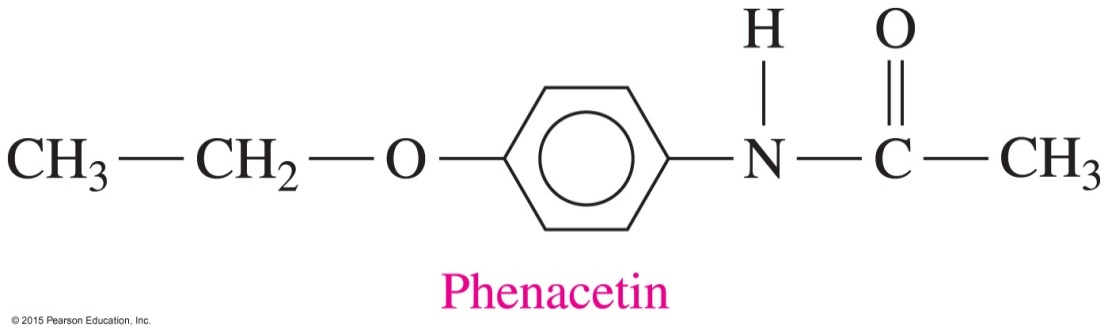 H O
CH₃ — CH₂ — O — N — C — CH₃
Phenacetin
© 2015 Pearson Education, Inc.